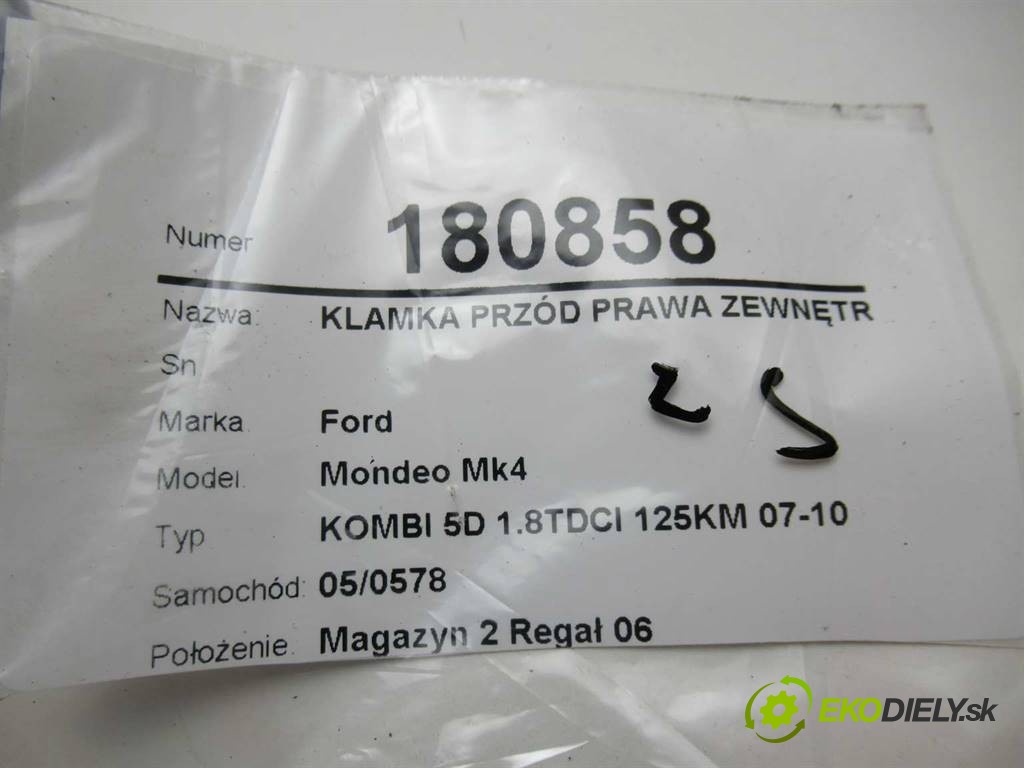 Numer 180858
Nazwa: KLAMKA PRZÓD PRAWA ZEWNĘTR
Sn
Marka Ford
Model Mondeo Mk4
Typ KOMBI 5D 1.8TDCI 125KM 07-10
Samochód: 05/0578
Położenie. Magazyn 2 Regał 06
EKODIELY.sk